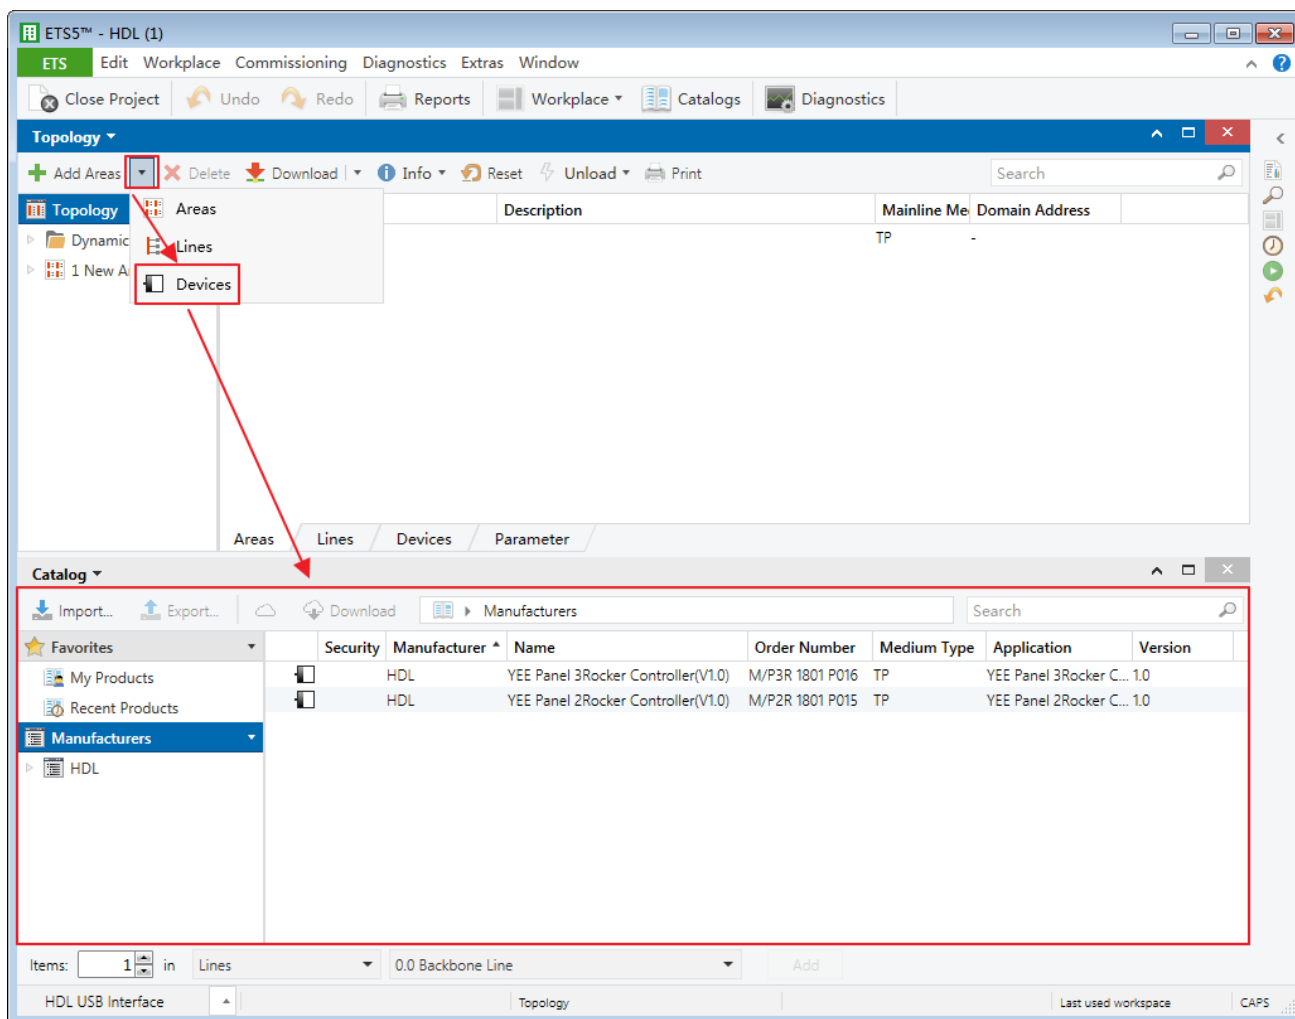 ETS5™ - HDL (1)
ETS Edit Workplace Commissioning Diagnostics Extras Window
Close Project Undo Redo Reports Workplace Catalogs Diagnostics
Topology
Add Areas Delete Download Info Reset Unload Print Search
Topology Areas Description Mainline Me Domain Address
Dynamic Lines TP -
1 New A Devices
Areas Lines Devices Parameter
Catalog
Import... Export... Download Manufacturers Search
Favorites Security Manufacturer Name Order Number Medium Type Application Version
My Products HDL YEE Panel 3Rocker Controller(V1.0) M/P3R 1801 P016 TP YEE Panel 3Rocker C... 1.0
Recent Products HDL YEE Panel 2Rocker Controller(V1.0) M/P2R 1801 P015 TP YEE Panel 2Rocker C... 1.0
Manufacturers
HDL
Items: 1 in Lines 0.0 Backbone Line Add
HDL USB Interface Topology Last used workspace CAPS